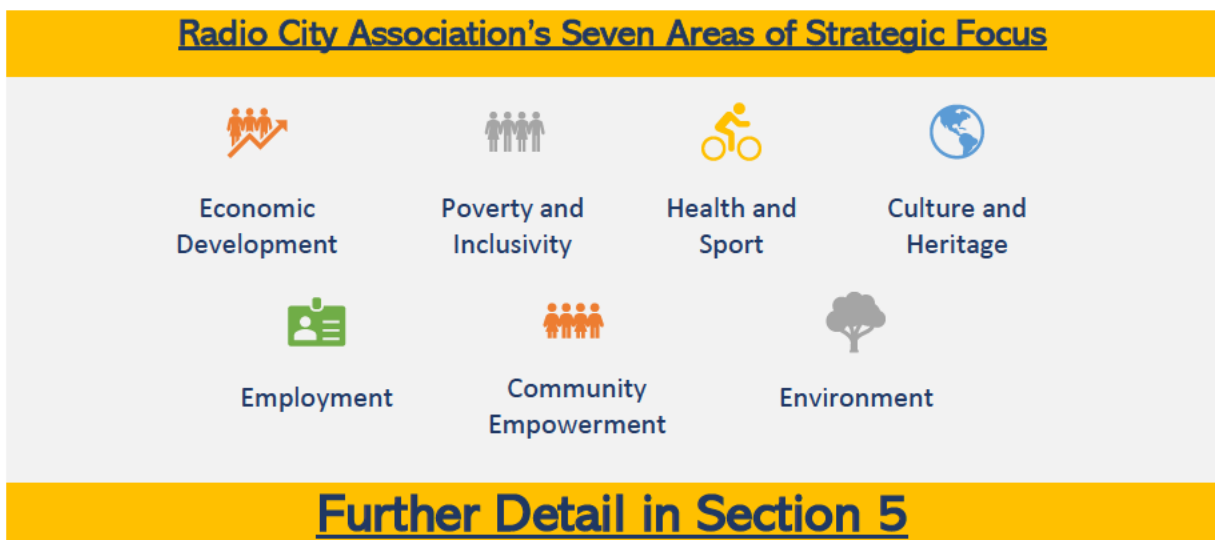 Radio City Association's Seven Areas of Strategic Focus
Economic
Development
Poverty and
Inclusivity
Health and
Sport
Culture and
Heritage
Employment
Community
Empowerment
Environment
Further Detail in Section 5